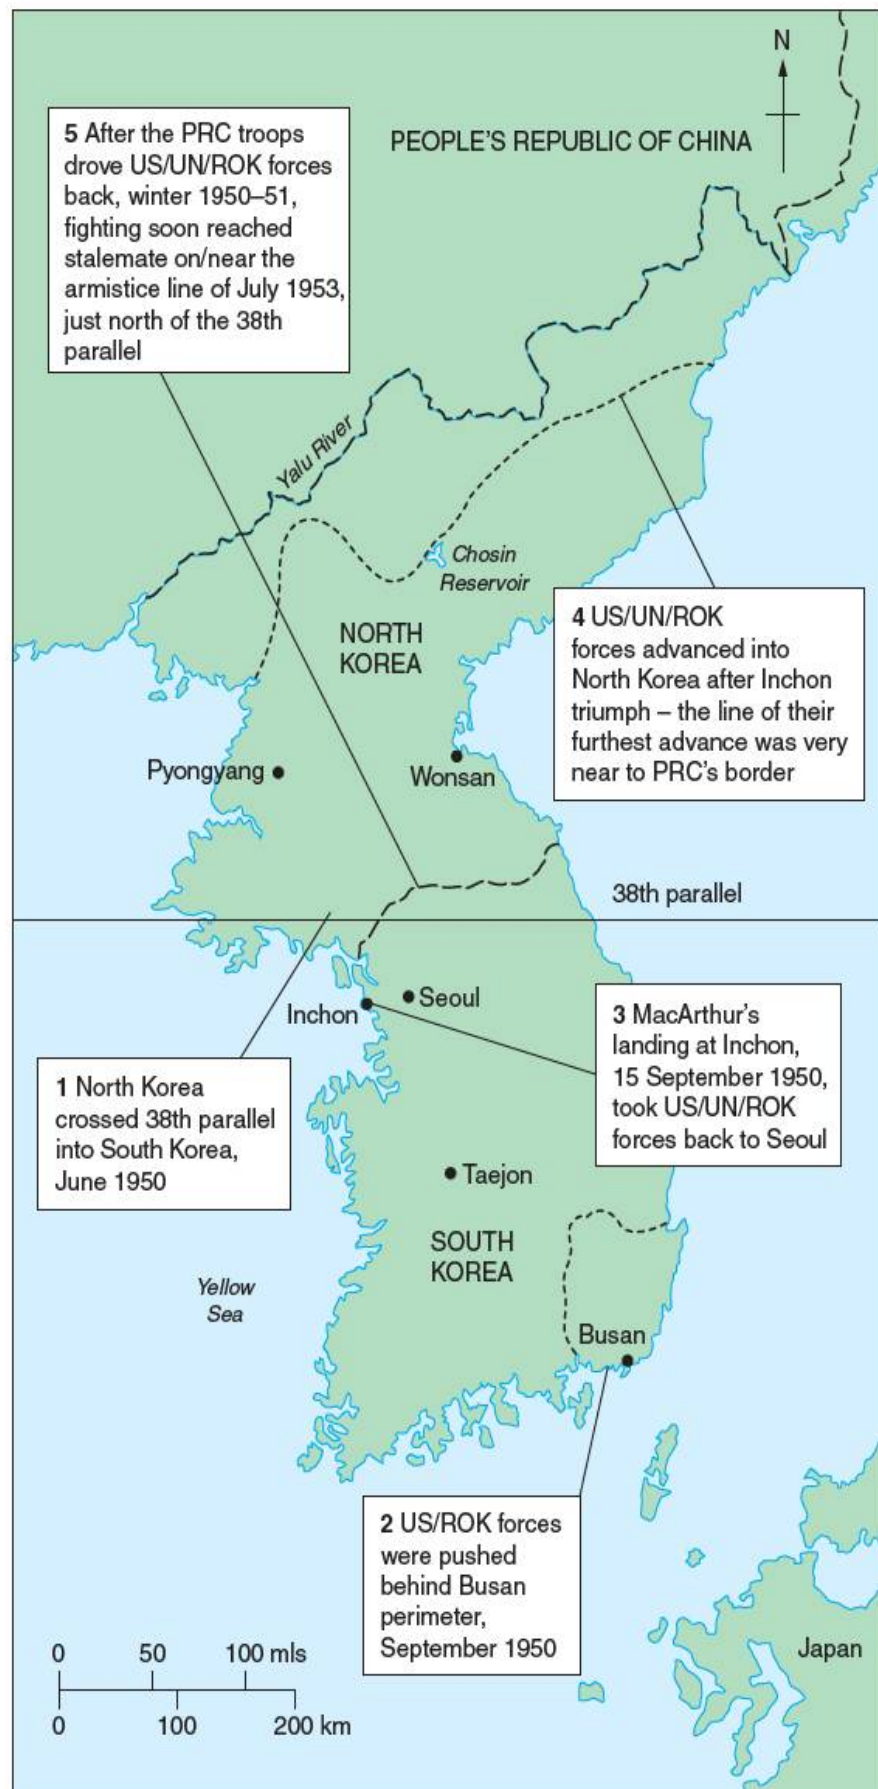 N
PEOPLE'S REPUBLIC OF CHINA
5 After the PRC troops
drove US/UN/ROK forces
back, winter 1950–51,
fighting soon reached
stalemate on/near the
armistice line of July 1953,
just north of the 38th
parallel
Yalu River
Chosin
Reservoir
4 US/UN/ROK
forces advanced into
North Korea after Inchon
triumph – the line of their
furthest advance was very
near to PRC's border
NORTH
KOREA
Pyongyang
Wonsan
38th parallel
Seoul
Inchon
3 MacArthur's
landing at Inchon,
15 September 1950,
took US/UN/ROK
forces back to Seoul
1 North Korea
crossed 38th parallel
into South Korea,
June 1950
Taejon
SOUTH
KOREA
Yellow
Sea
Busan
2 US/ROK forces
were pushed
behind Busan
perimeter,
September 1950
Japan
0 50 100 mls
0 100 200 km